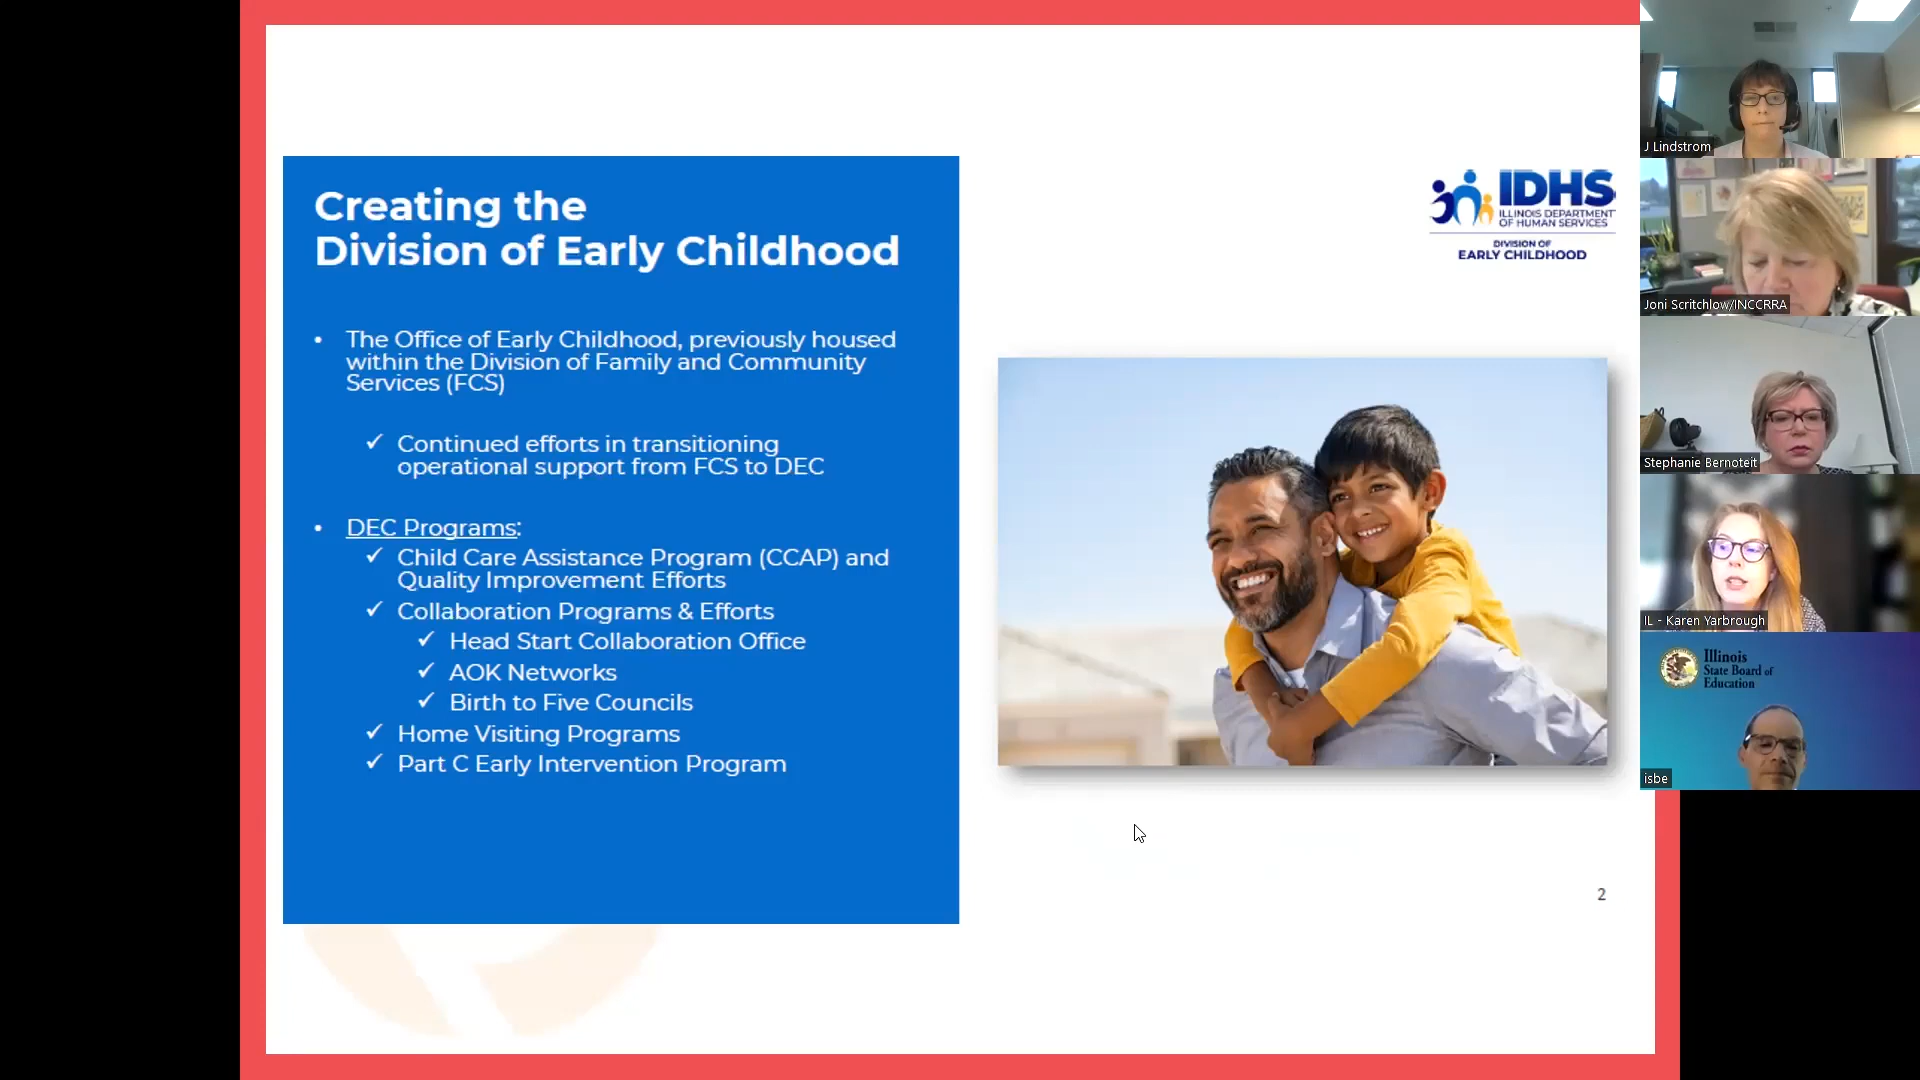 Creating the
Division of Early Childhood
• The Office of Early Childhood, previously housed
within the Division of Family and Community
Services (FCS)
✓ Continued efforts in transitioning
operational support from FCS to DEC
• DEC Programs:
✓ Child Care Assistance Program (CCAP) and
Quality Improvement Efforts
✓ Collaboration Programs & Efforts
✓ Head Start Collaboration Office
✓ AOK Networks
✓ Birth to Five Councils
✓ Home Visiting Programs
✓ Part C Early Intervention Program
IDHS
ILLINOIS DEPARTMENT
OF HUMAN SERVICES
DIVISION OF
EARLY CHILDHOOD
2
J Lindstrom
Joni Scritchlow/INCCRRA
Stephanie Bernoteit
IL - Karen Yarbrough
Illinois
State Board of
Education
isbe